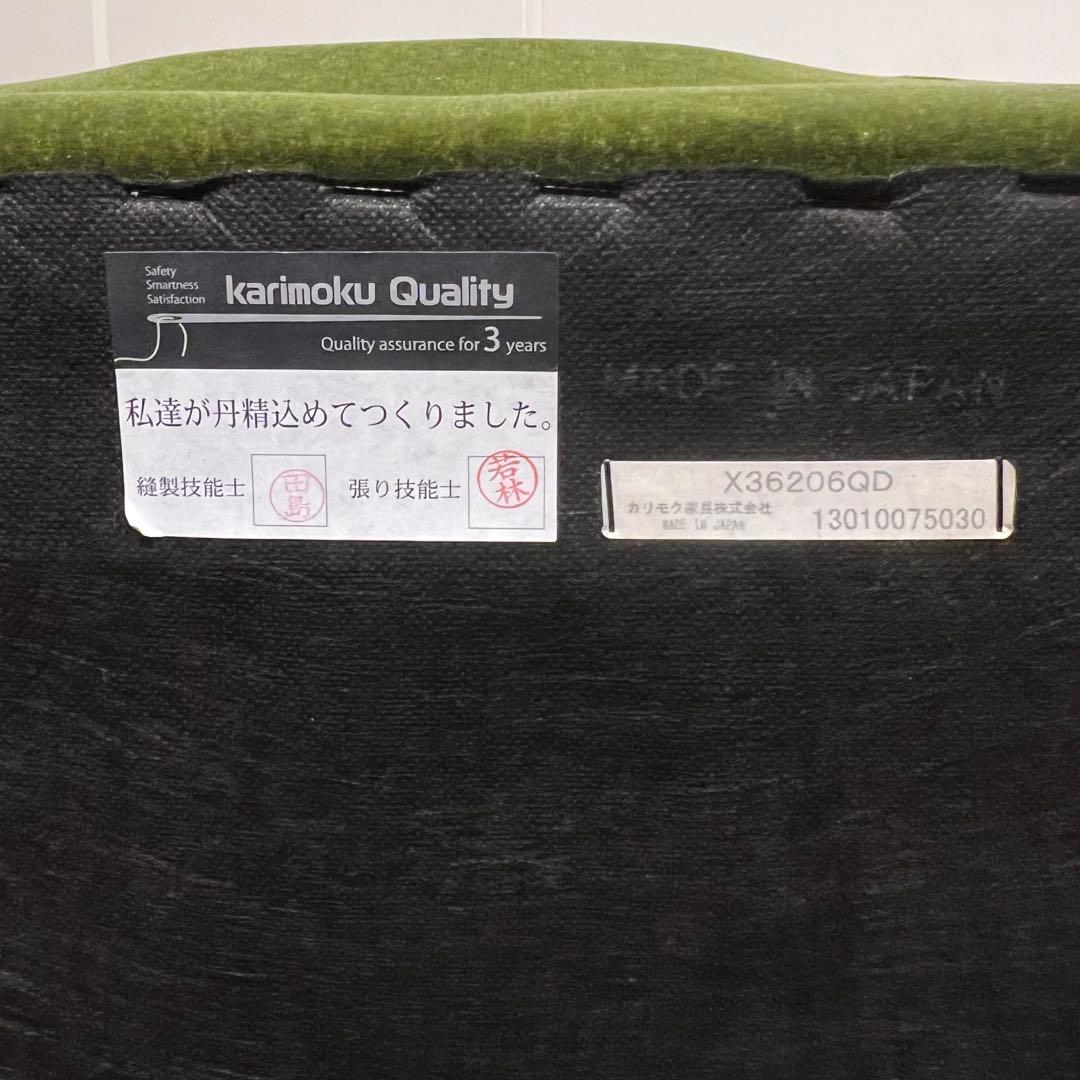 Safety
Smartness
Satisfaction
karimoku Quality
Quality assurance for 3 years
私達が丹精込めてつくりました。
縫製技能士
田島
張り技能士
若林
MADE IN JAPAN
X36206QD
カリモク家具株式会社
MADE IN JAPAN
13010075030